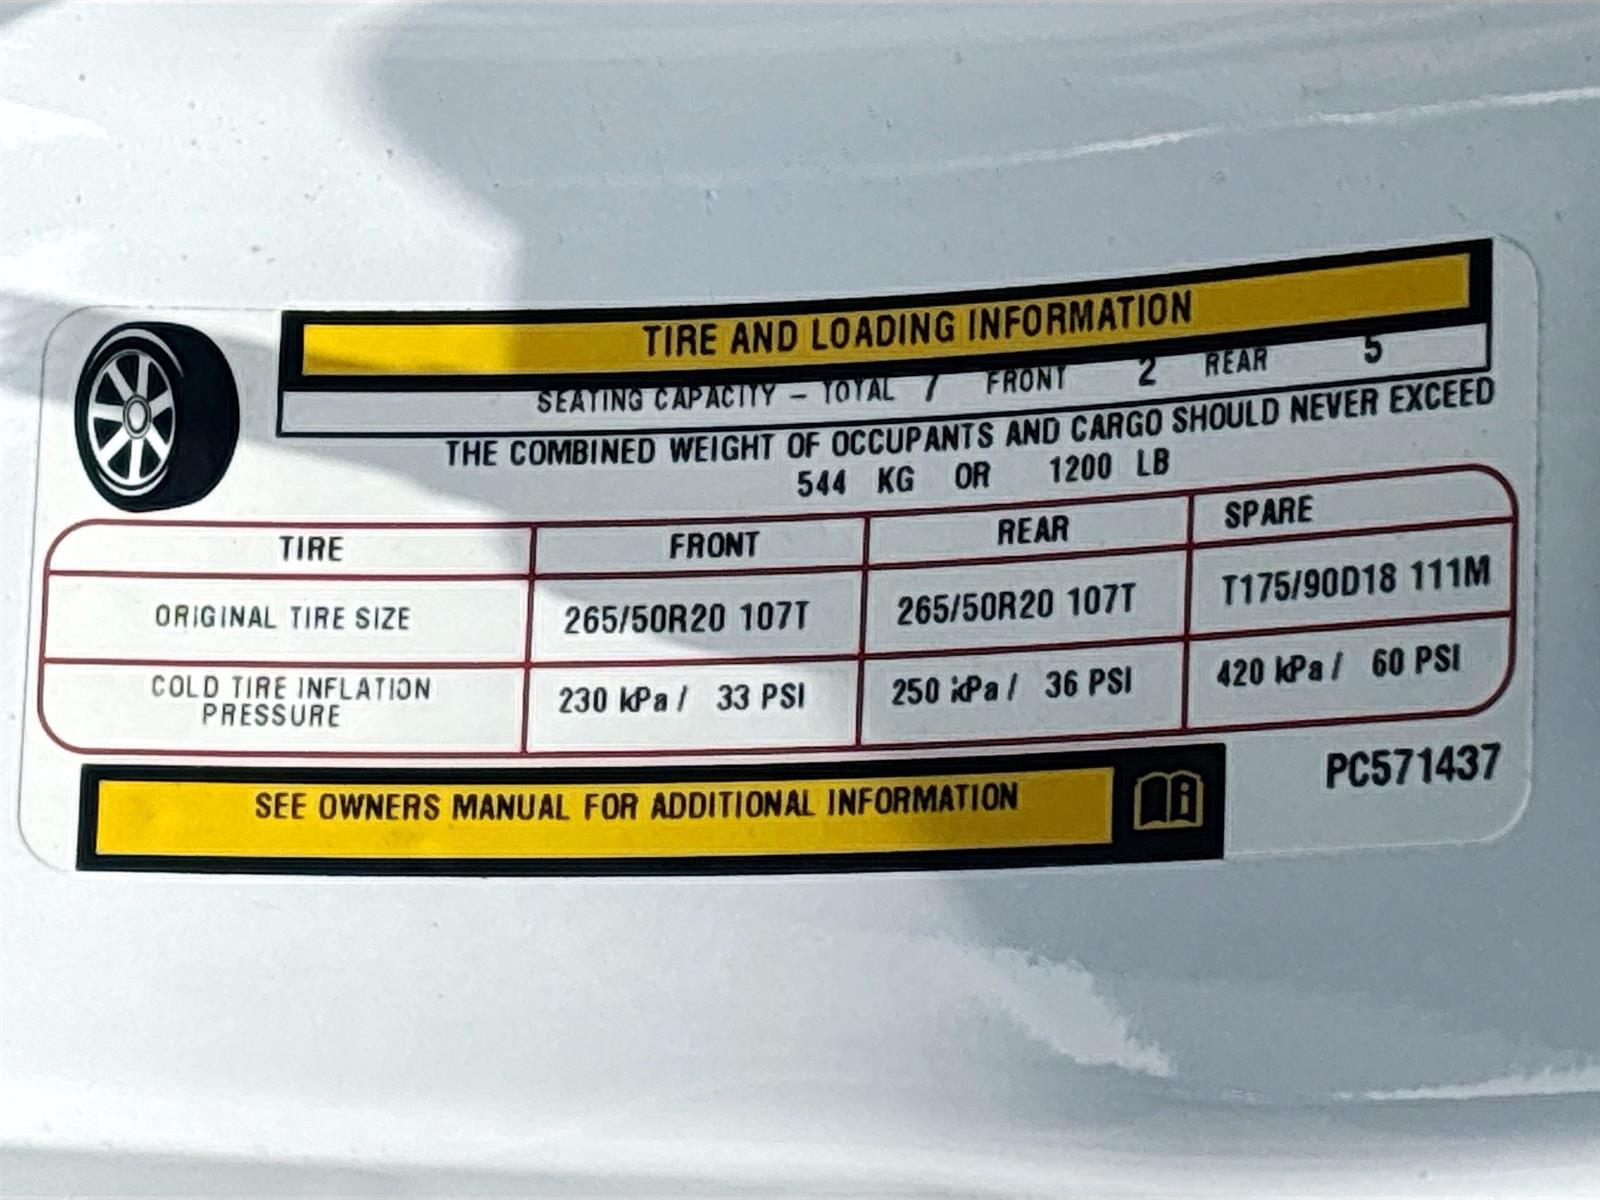 TIRE AND LOADING INFORMATION
SEATING CAPACITY - TOTAL 7 FRONT 2 REAR 5
THE COMBINED WEIGHT OF OCCUPANTS AND CARGO SHOULD NEVER EXCEED
544 KG OR 1200 LB
TIRE FRONT REAR SPARE
ORIGINAL TIRE SIZE 265/50R20 107T 265/50R20 107T T175/90D18 111M
COLD TIRE INFLATION PRESSURE 230 kPa / 33 PSI 250 kPa / 36 PSI 420 kPa / 60 PSI
SEE OWNERS MANUAL FOR ADDITIONAL INFORMATION
PC571437